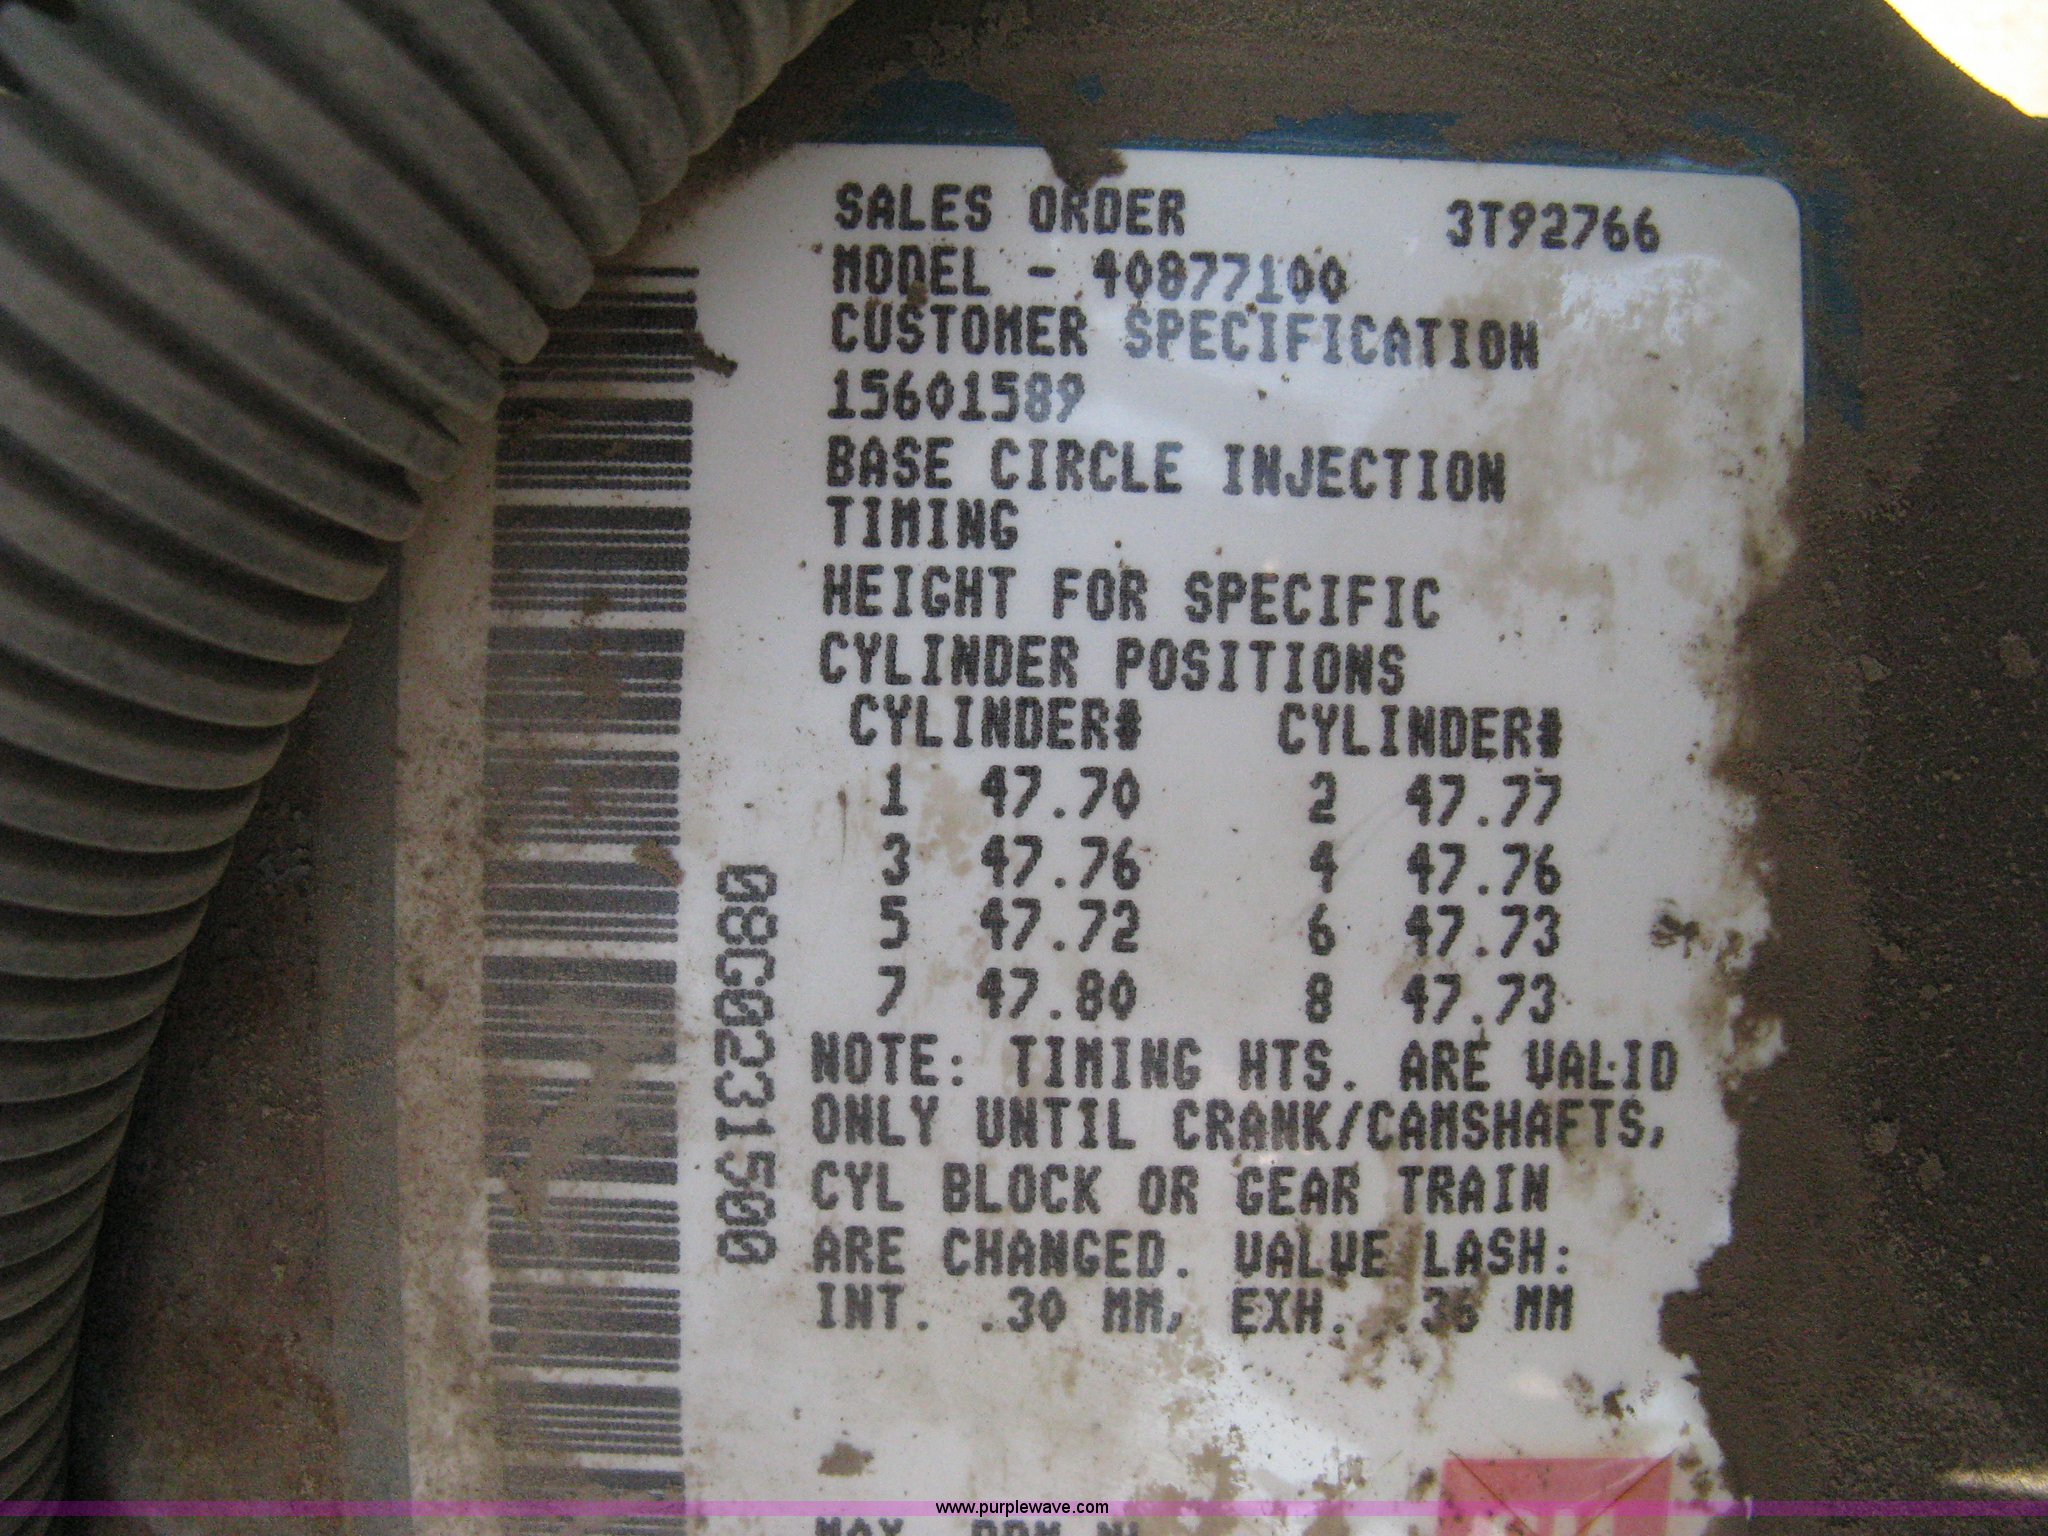 SALES ORDER 3T92766
MODEL - 40877100
CUSTOMER SPECIFICATION
15601589
BASE CIRCLE INJECTION
TIMING
HEIGHT FOR SPECIFIC
CYLINDER POSITIONS
CYLINDER# CYLINDER#
1 47.70 2 47.77
3 47.76 4 47.76
5 47.72 6 47.73
7 47.80 8 47.73
NOTE: TIMING HTS. ARE VALID
ONLY UNTIL CRANK/CAMSHAFTS,
CYL BLOCK OR GEAR TRAIN
ARE CHANGED. VALVE LASH:
INT. .30 MM, EXH. .36 MM
08G0231500
www.purplewave.com